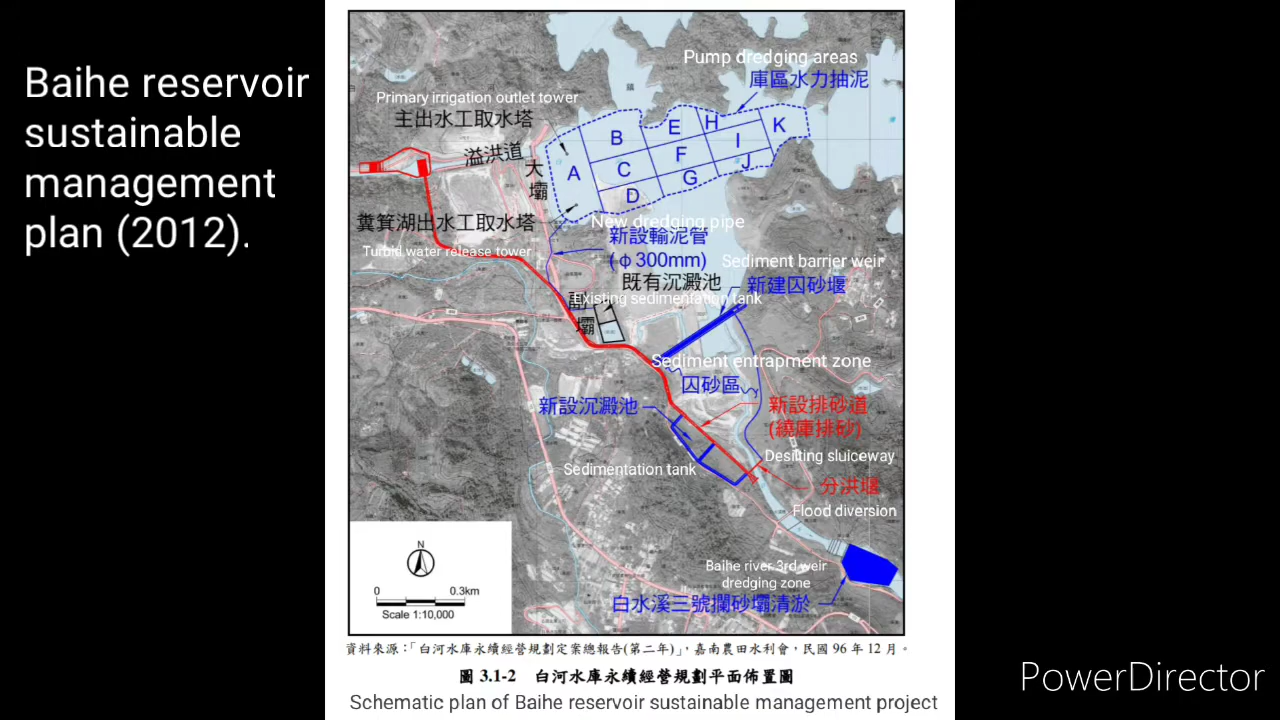 Baihe reservoir
sustainable
management
plan (2012).
Pump dredging areas
庫區水力抽泥
Primary irrigation outlet tower
主出水工取水塔
溢洪道
大
壩
A
B
C
D
E
F
G
H
I
J
K
糞箕湖出水工取水塔
Turbid water release tower
New dredging pipe
新設輸泥管
(φ300mm)
Sediment barrier weir
新建囚砂堰
既有沉澱池
Existing sedimentation tank
副
壩
Sediment entrapment zone
囚砂區
新設沉澱池
新設排砂道
(繞庫排砂)
Desilting sluiceway
Sedimentation tank
分洪堰
Flood diversion
Baihe river 3rd weir
dredging zone
白水溪三號攔砂壩清淤
N
0 0.3km
Scale 1:10,000
資料來源:「白河水庫永續經營規劃定案總報告(第二年)」,嘉南農田水利會,民國96年12月。
圖 3.1-2 白河水庫永續經營規劃平面佈置圖
Schematic plan of Baihe reservoir sustainable management project
PowerDirector